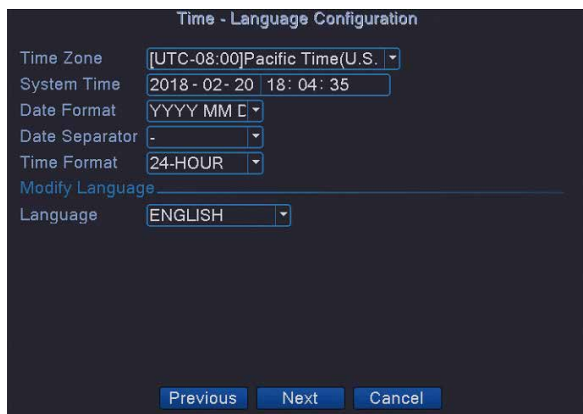 Time - Language Configuration
Time Zone [UTC-08:00]Pacific Time(U.S.
System Time 2018-02-20 18:04:35
Date Format YYYY MM D
Date Separator -
Time Format 24-HOUR
Modify Language
Language ENGLISH
Previous Next Cancel